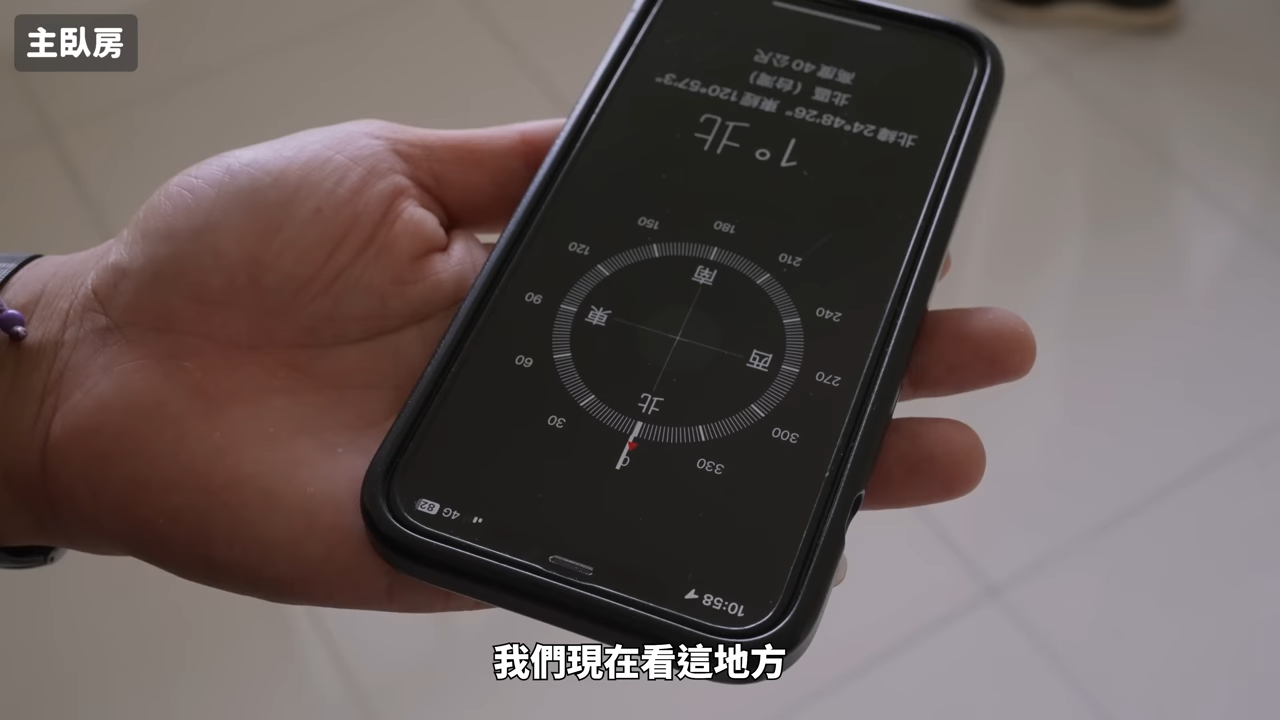 主臥房
10:58
4G 82
0
30
60
90
120
150
180
210
240
270
300
330
北
東
南
西
1° 北
北緯24°48'26" 東經120°57'3"
北區（台灣）
高度 40公尺
我們現在看這地方